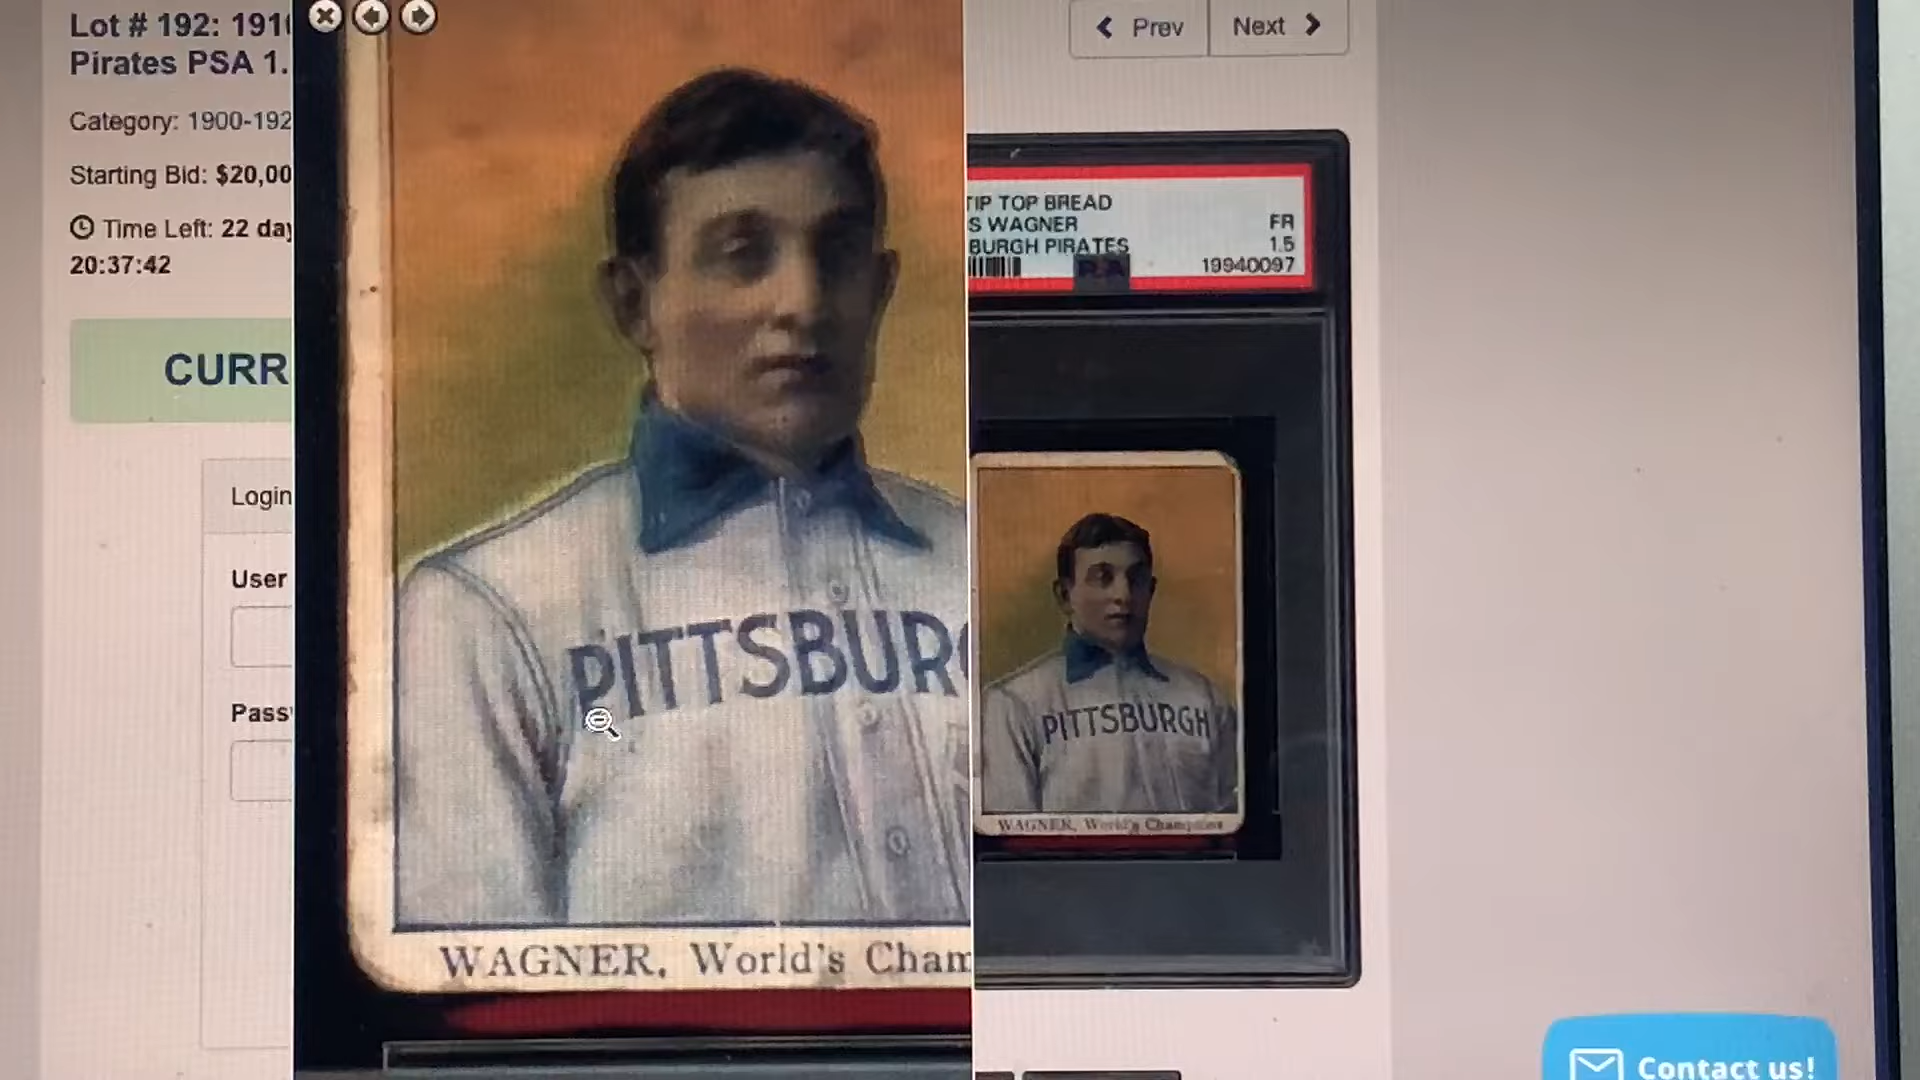 Lot # 192: 191
Pirates PSA 1.
Category: 1900-192
Starting Bid: $20,00
Time Left: 22 day
20:37:42
CURR
Login
User
Pass
PITTSBURG
WAGNER, World's Cham
Prev
Next
TIP TOP BREAD
S WAGNER
FR
BURGH PIRATES
1.5
PSA
19940097
PITTSBURGH
WAGNER, World's Champions
Contact us!